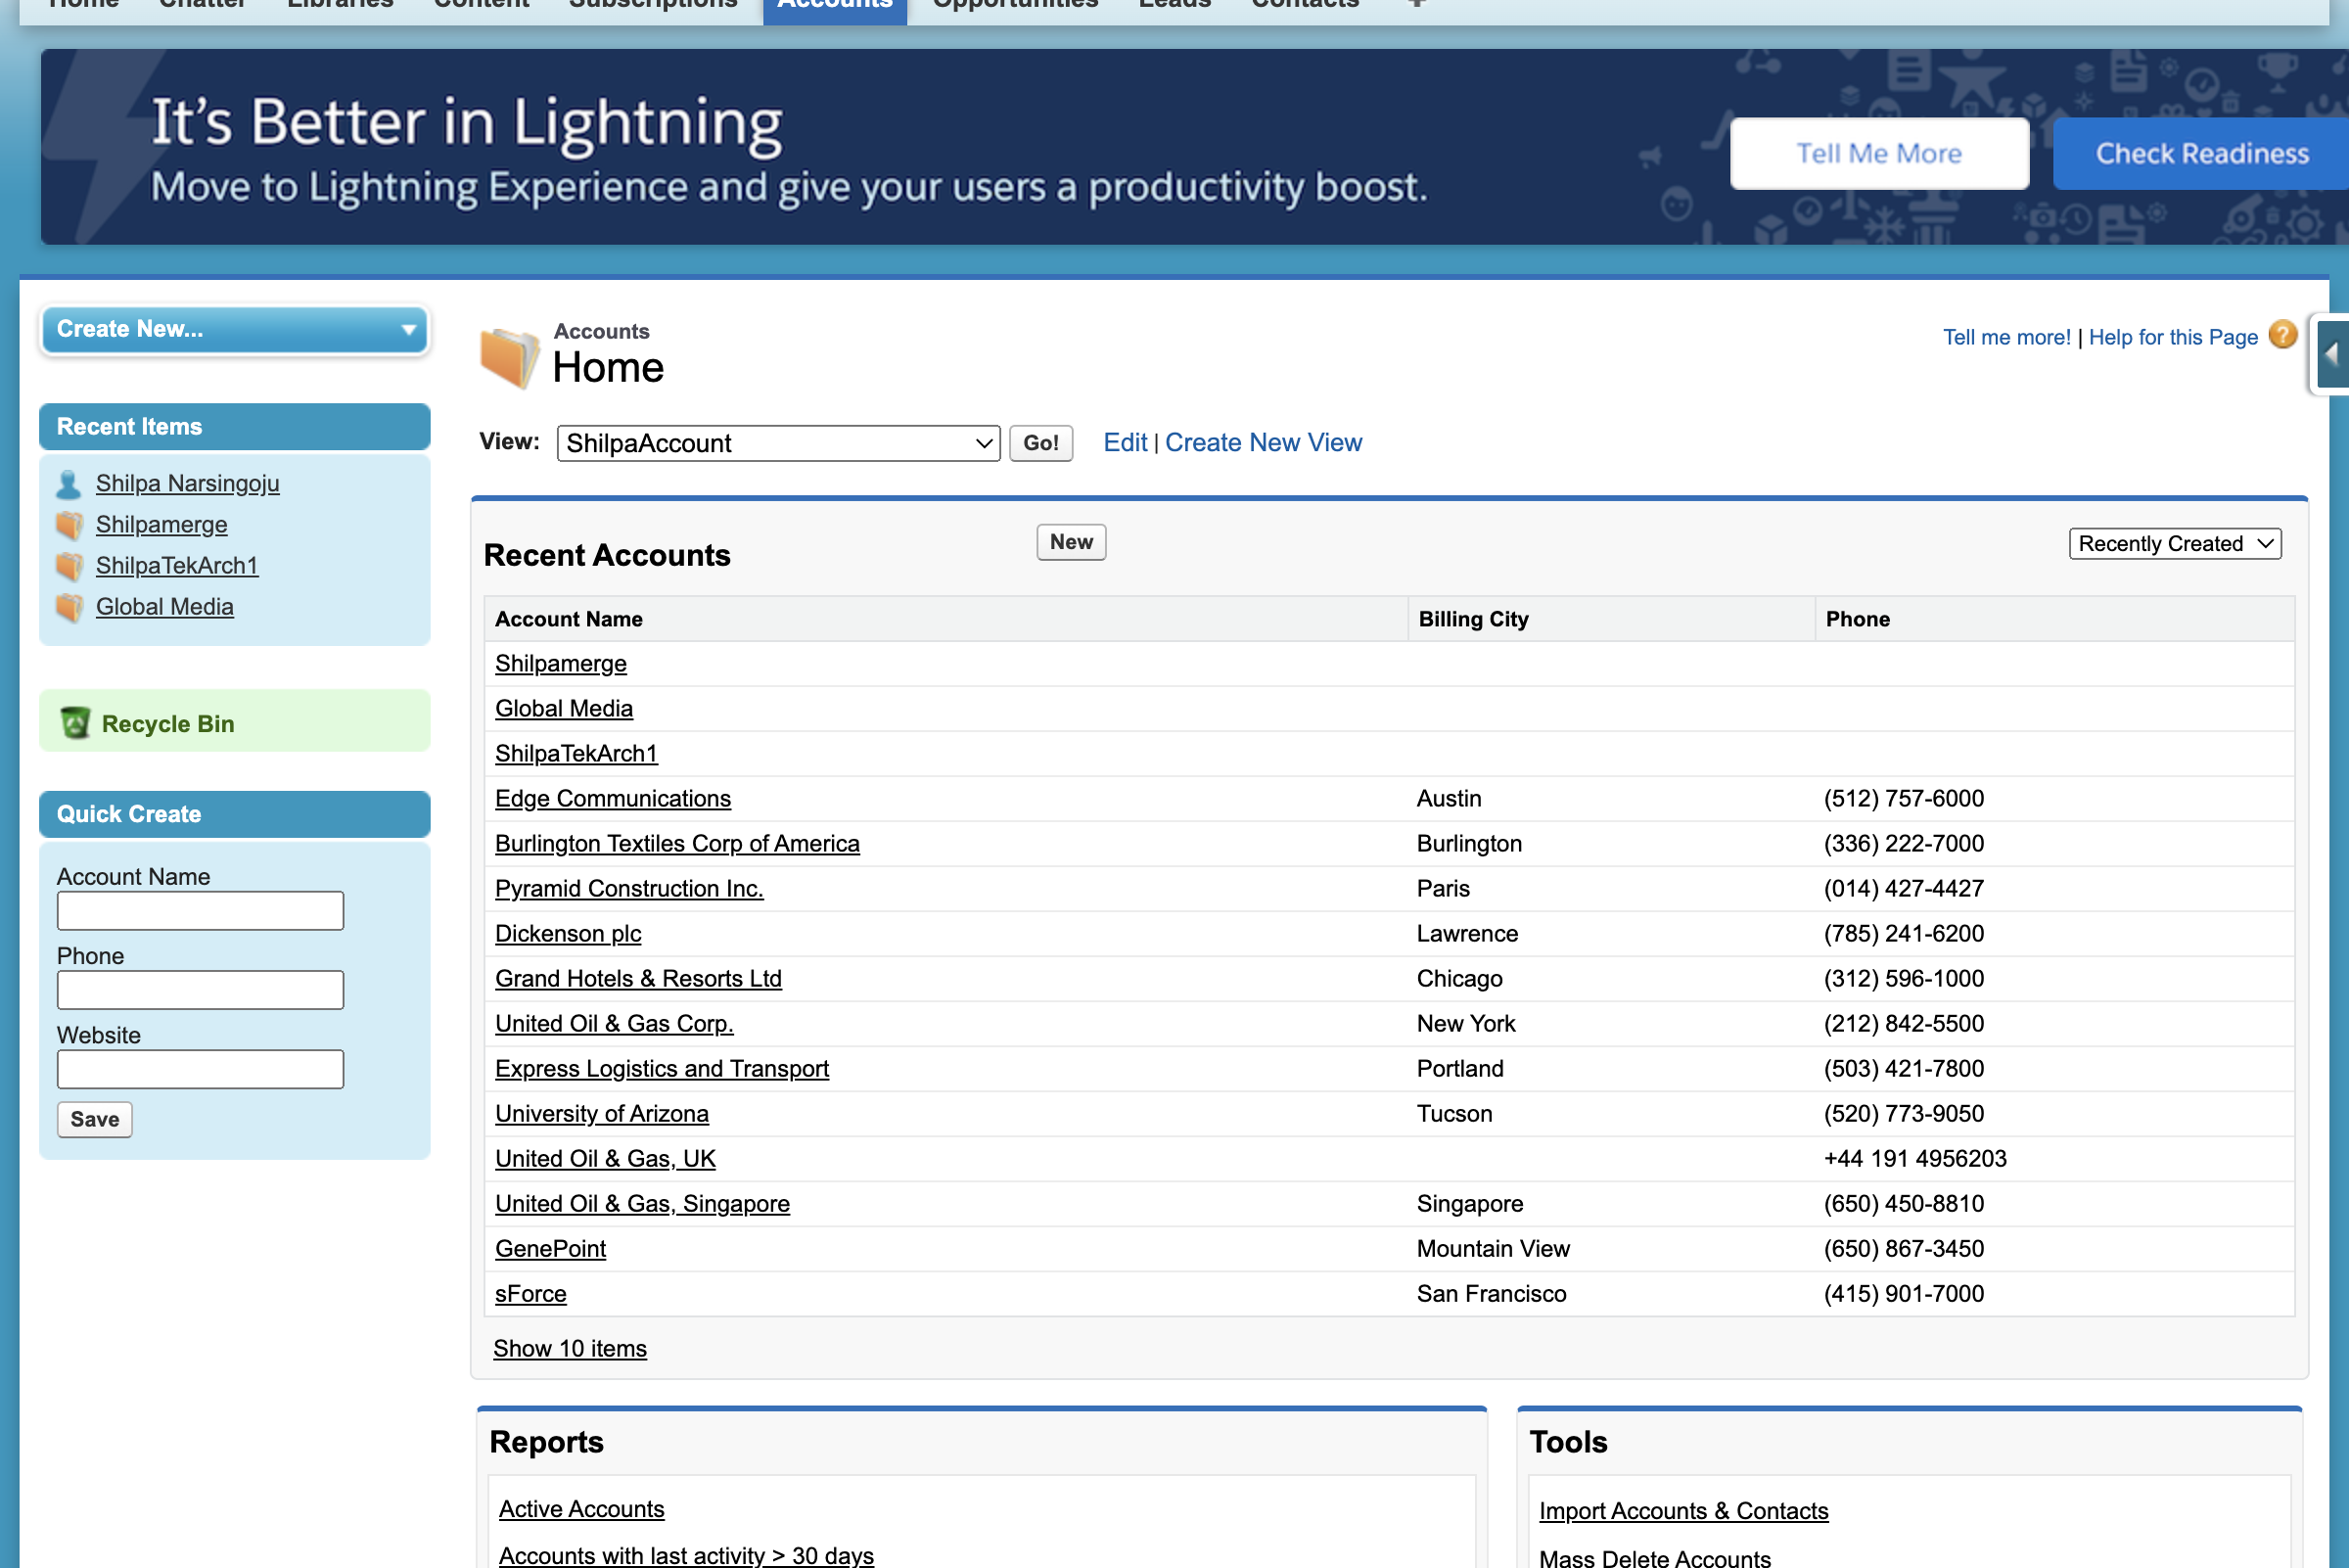 Home Chatter Libraries Content Subscriptions Accounts Opportunities Leads Contacts +
It's Better in Lightning
Move to Lightning Experience and give your users a productivity boost.
Tell Me More
Check Readiness
Create New...
Recent Items
Shilpa Narsingoju
Shilpamerge
ShilpaTekArch1
Global Media
Recycle Bin
Quick Create
Account Name
Phone
Website
Save
Accounts
Home
Tell me more! | Help for this Page ?
View: ShilpaAccount Go! Edit | Create New View
Recent Accounts New Recently Created
Account Name Billing City Phone
Shilpamerge
Global Media
ShilpaTekArch1
Edge Communications Austin (512) 757-6000
Burlington Textiles Corp of America Burlington (336) 222-7000
Pyramid Construction Inc. Paris (014) 427-4427
Dickenson plc Lawrence (785) 241-6200
Grand Hotels & Resorts Ltd Chicago (312) 596-1000
United Oil & Gas Corp. New York (212) 842-5500
Express Logistics and Transport Portland (503) 421-7800
University of Arizona Tucson (520) 773-9050
United Oil & Gas, UK +44 191 4956203
United Oil & Gas, Singapore Singapore (650) 450-8810
GenePoint Mountain View (650) 867-3450
sForce San Francisco (415) 901-7000
Show 10 items
Reports
Active Accounts
Accounts with last activity > 30 days
Tools
Import Accounts & Contacts
Mass Delete Accounts